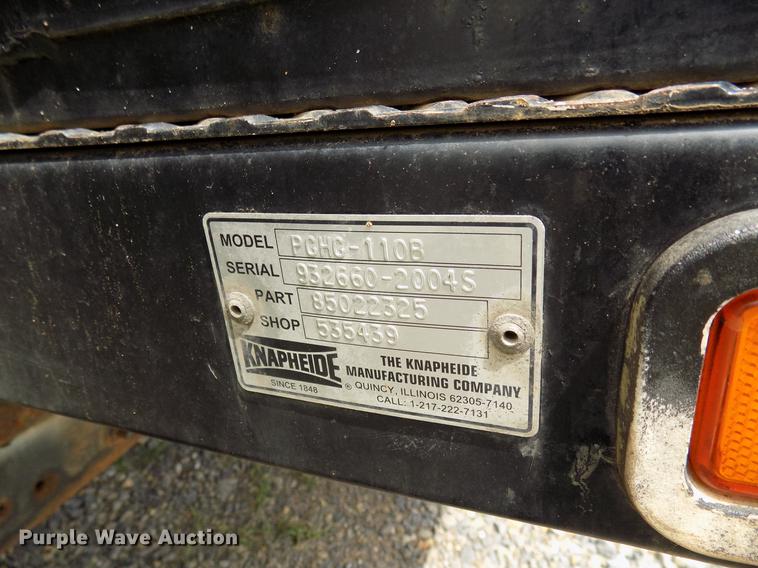 MODEL PGHG-110B
SERIAL 932660-2004S
PART 85022325
SHOP 535439
KNAPHEIDE
SINCE 1848
®
THE KNAPHEIDE
MANUFACTURING COMPANY
QUINCY, ILLINOIS 62305-7140
CALL: 1-217-222-7131
Purple Wave Auction